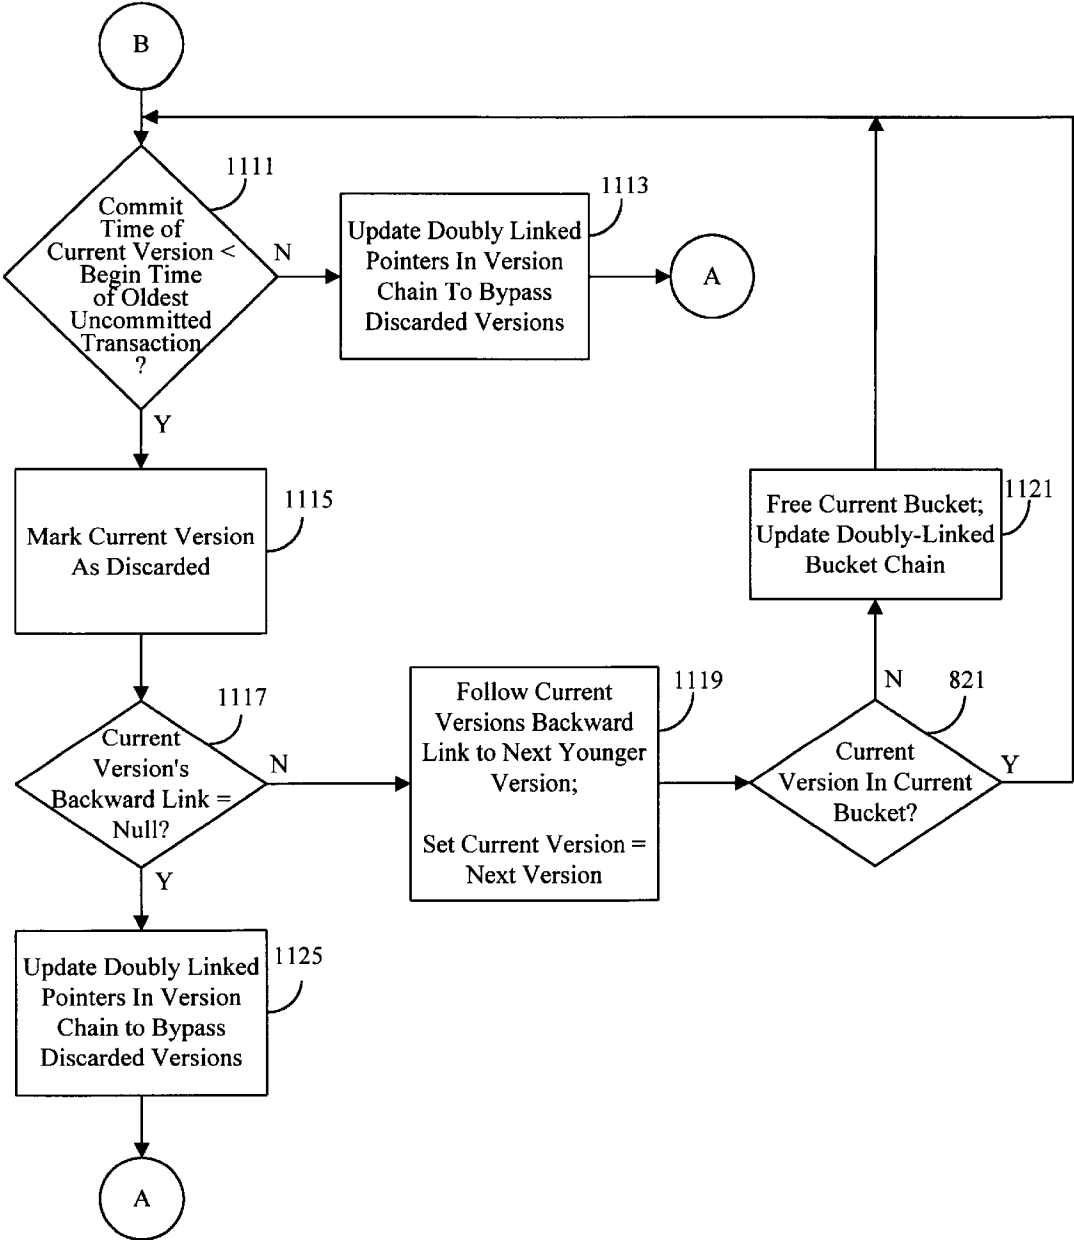 B
1111
Commit
Time of
Current Version <
Begin Time
of Oldest
Uncommitted
Transaction
?
N
Y
1113
Update Doubly Linked
Pointers In Version
Chain To Bypass
Discarded Versions
A
1115
Mark Current Version
As Discarded
1121
Free Current Bucket;
Update Doubly-Linked
Bucket Chain
1117
Current
Version's
Backward Link =
Null?
N
Y
1119
Follow Current
Versions Backward
Link to Next Younger
Version;
Set Current Version =
Next Version
821
Current
Version In Current
Bucket?
N
Y
1125
Update Doubly Linked
Pointers In Version
Chain to Bypass
Discarded Versions
A